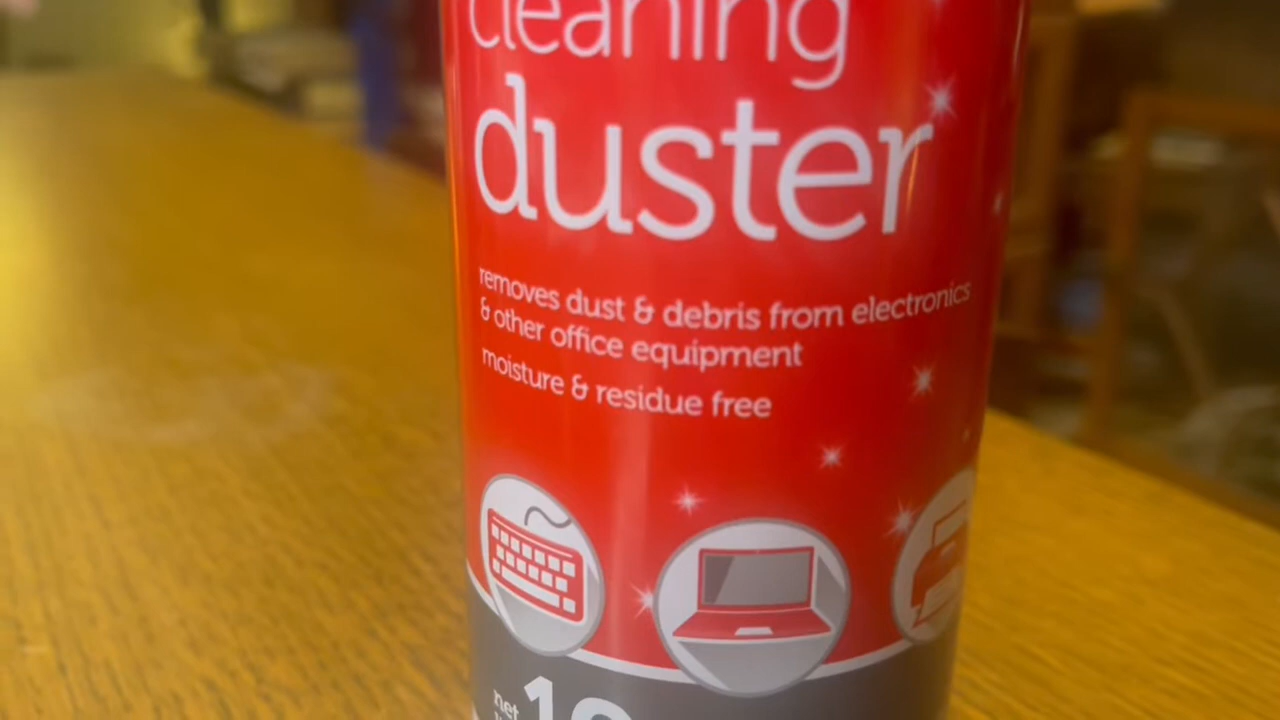 cleaning
duster
removes dust & debris from electronics
& other office equipment
moisture & residue free
net